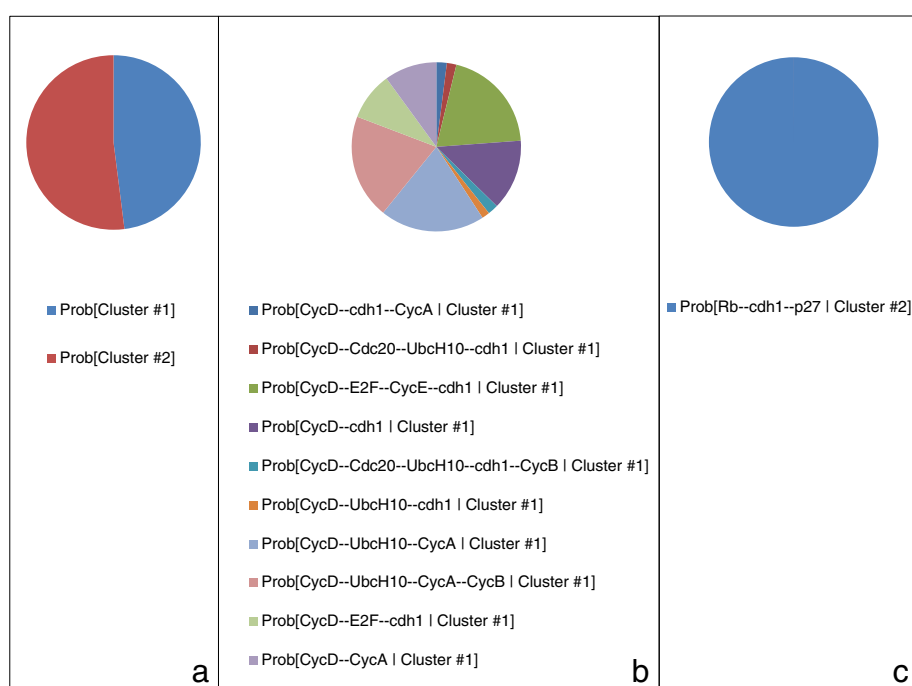 Prob[Cluster #1]
Prob[Cluster #2]
a
Prob[CycD--cdh1--CycA | Cluster #1]
Prob[CycD--Cdc20--UbcH10--cdh1 | Cluster #1]
Prob[CycD--E2F--CycE--cdh1 | Cluster #1]
Prob[CycD--cdh1 | Cluster #1]
Prob[CycD--Cdc20--UbcH10--cdh1--CycB | Cluster #1]
Prob[CycD--UbcH10--cdh1 | Cluster #1]
Prob[CycD--UbcH10--CycA | Cluster #1]
Prob[CycD--UbcH10--CycA--CycB | Cluster #1]
Prob[CycD--E2F--cdh1 | Cluster #1]
Prob[CycD--CycA | Cluster #1]
b
Prob[Rb--cdh1--p27 | Cluster #2]
c